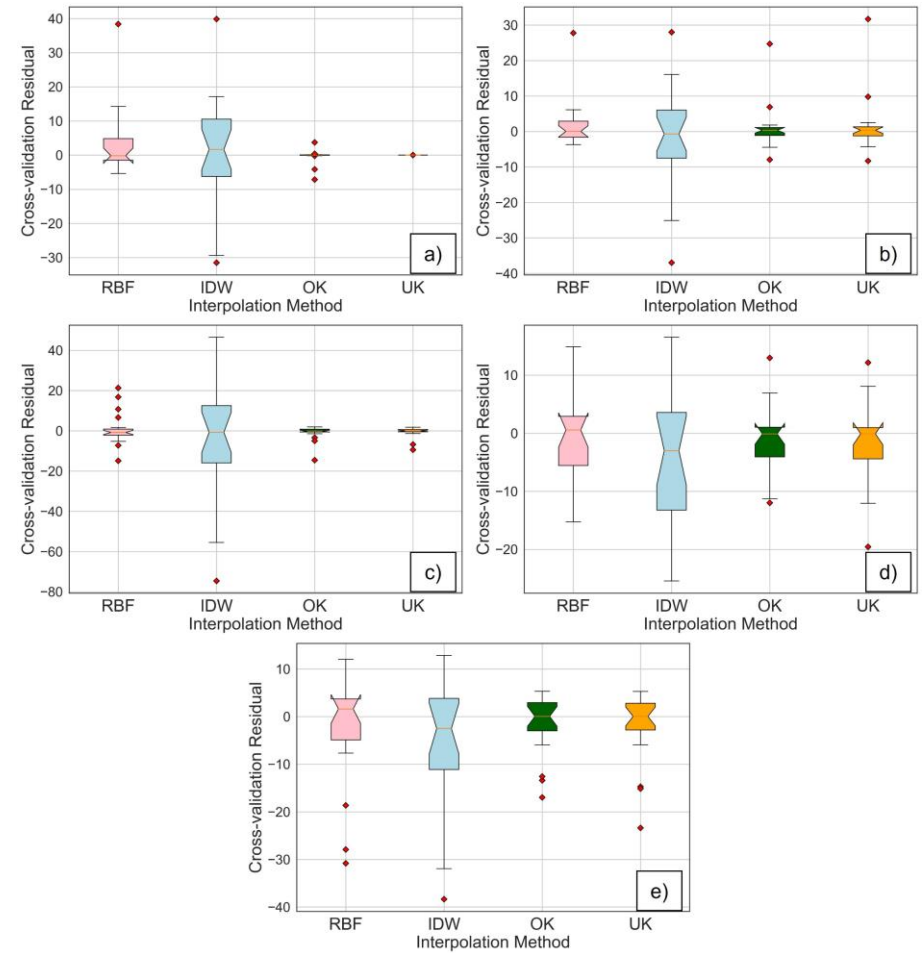 Cross-validation Residual
40
30
20
10
0
−10
−20
−30
a)
RBF IDW OK UK
Interpolation Method
Cross-validation Residual
30
20
10
0
−10
−20
−30
−40
b)
RBF IDW OK UK
Interpolation Method
Cross-validation Residual
40
20
0
−20
−40
−60
−80
c)
RBF IDW OK UK
Interpolation Method
Cross-validation Residual
10
0
−10
−20
d)
RBF IDW OK UK
Interpolation Method
Cross-validation Residual
10
0
−10
−20
−30
−40
e)
RBF IDW OK UK
Interpolation Method